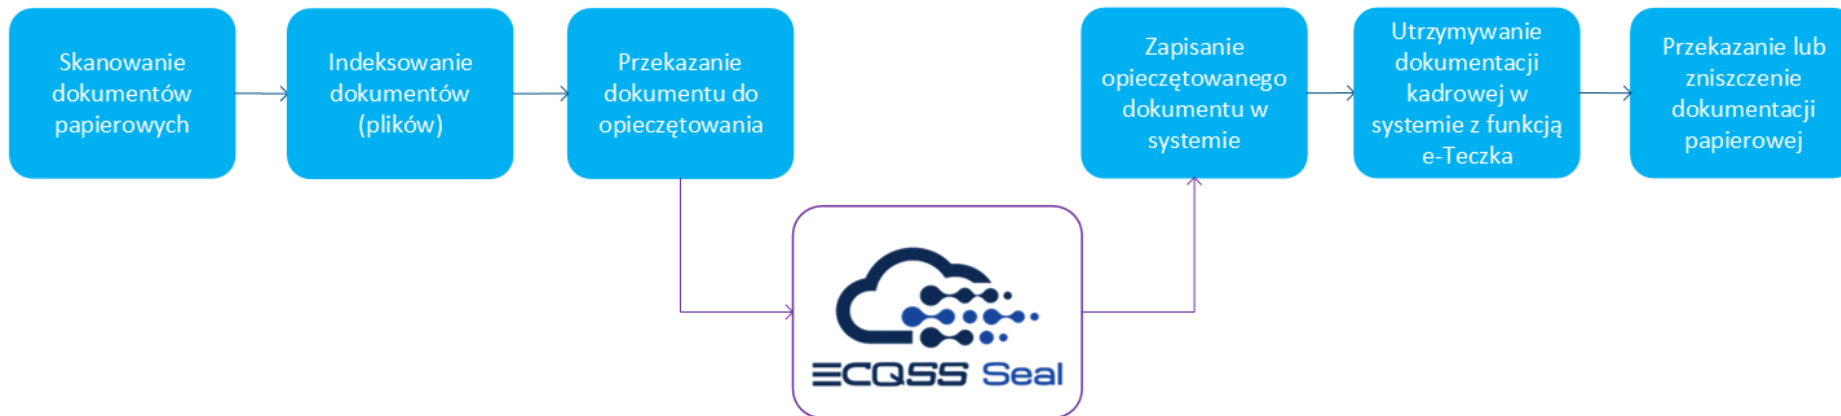 Skanowanie
dokumentów
papierowych
Indeksowanie
dokumentów
(plików)
Przekazanie
dokumentu do
opieczętowania
ECQSS Seal
Zapisanie
opieczętowanego
dokumentu w
systemie
Utrzymywanie
dokumentacji
kadrowej w
systemie z funkcją
e-Teczka
Przekazanie lub
zniszczenie
dokumentacji
papierowej